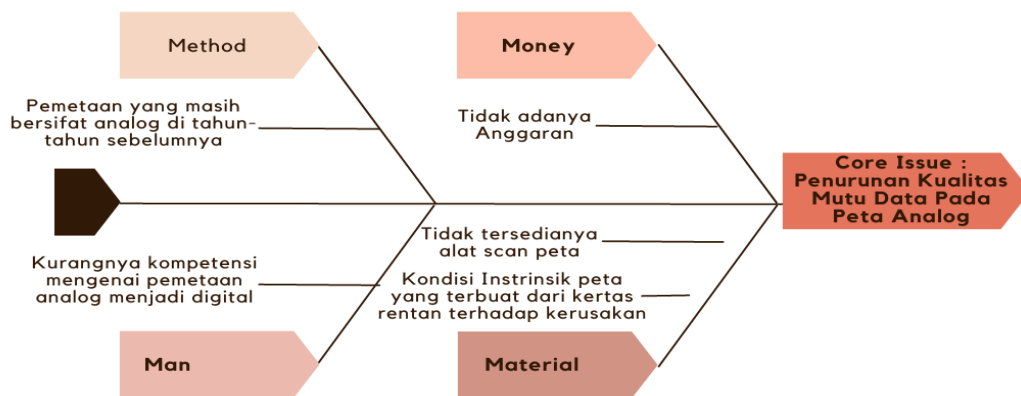 Method
Money
Pemetaan yang masih
bersifat analog di tahun-
tahun sebelumnya
Tidak adanya
Anggaran
Core Issue :
Penurunan Kualitas
Mutu Data Pada
Peta Analog
Kurangnya kompetensi
mengenai pemetaan
analog menjadi digital
Tidak tersedianya
alat scan peta
Kondisi Instrinsik peta
yang terbuat dari kertas
rentan terhadap kerusakan
Man
Material